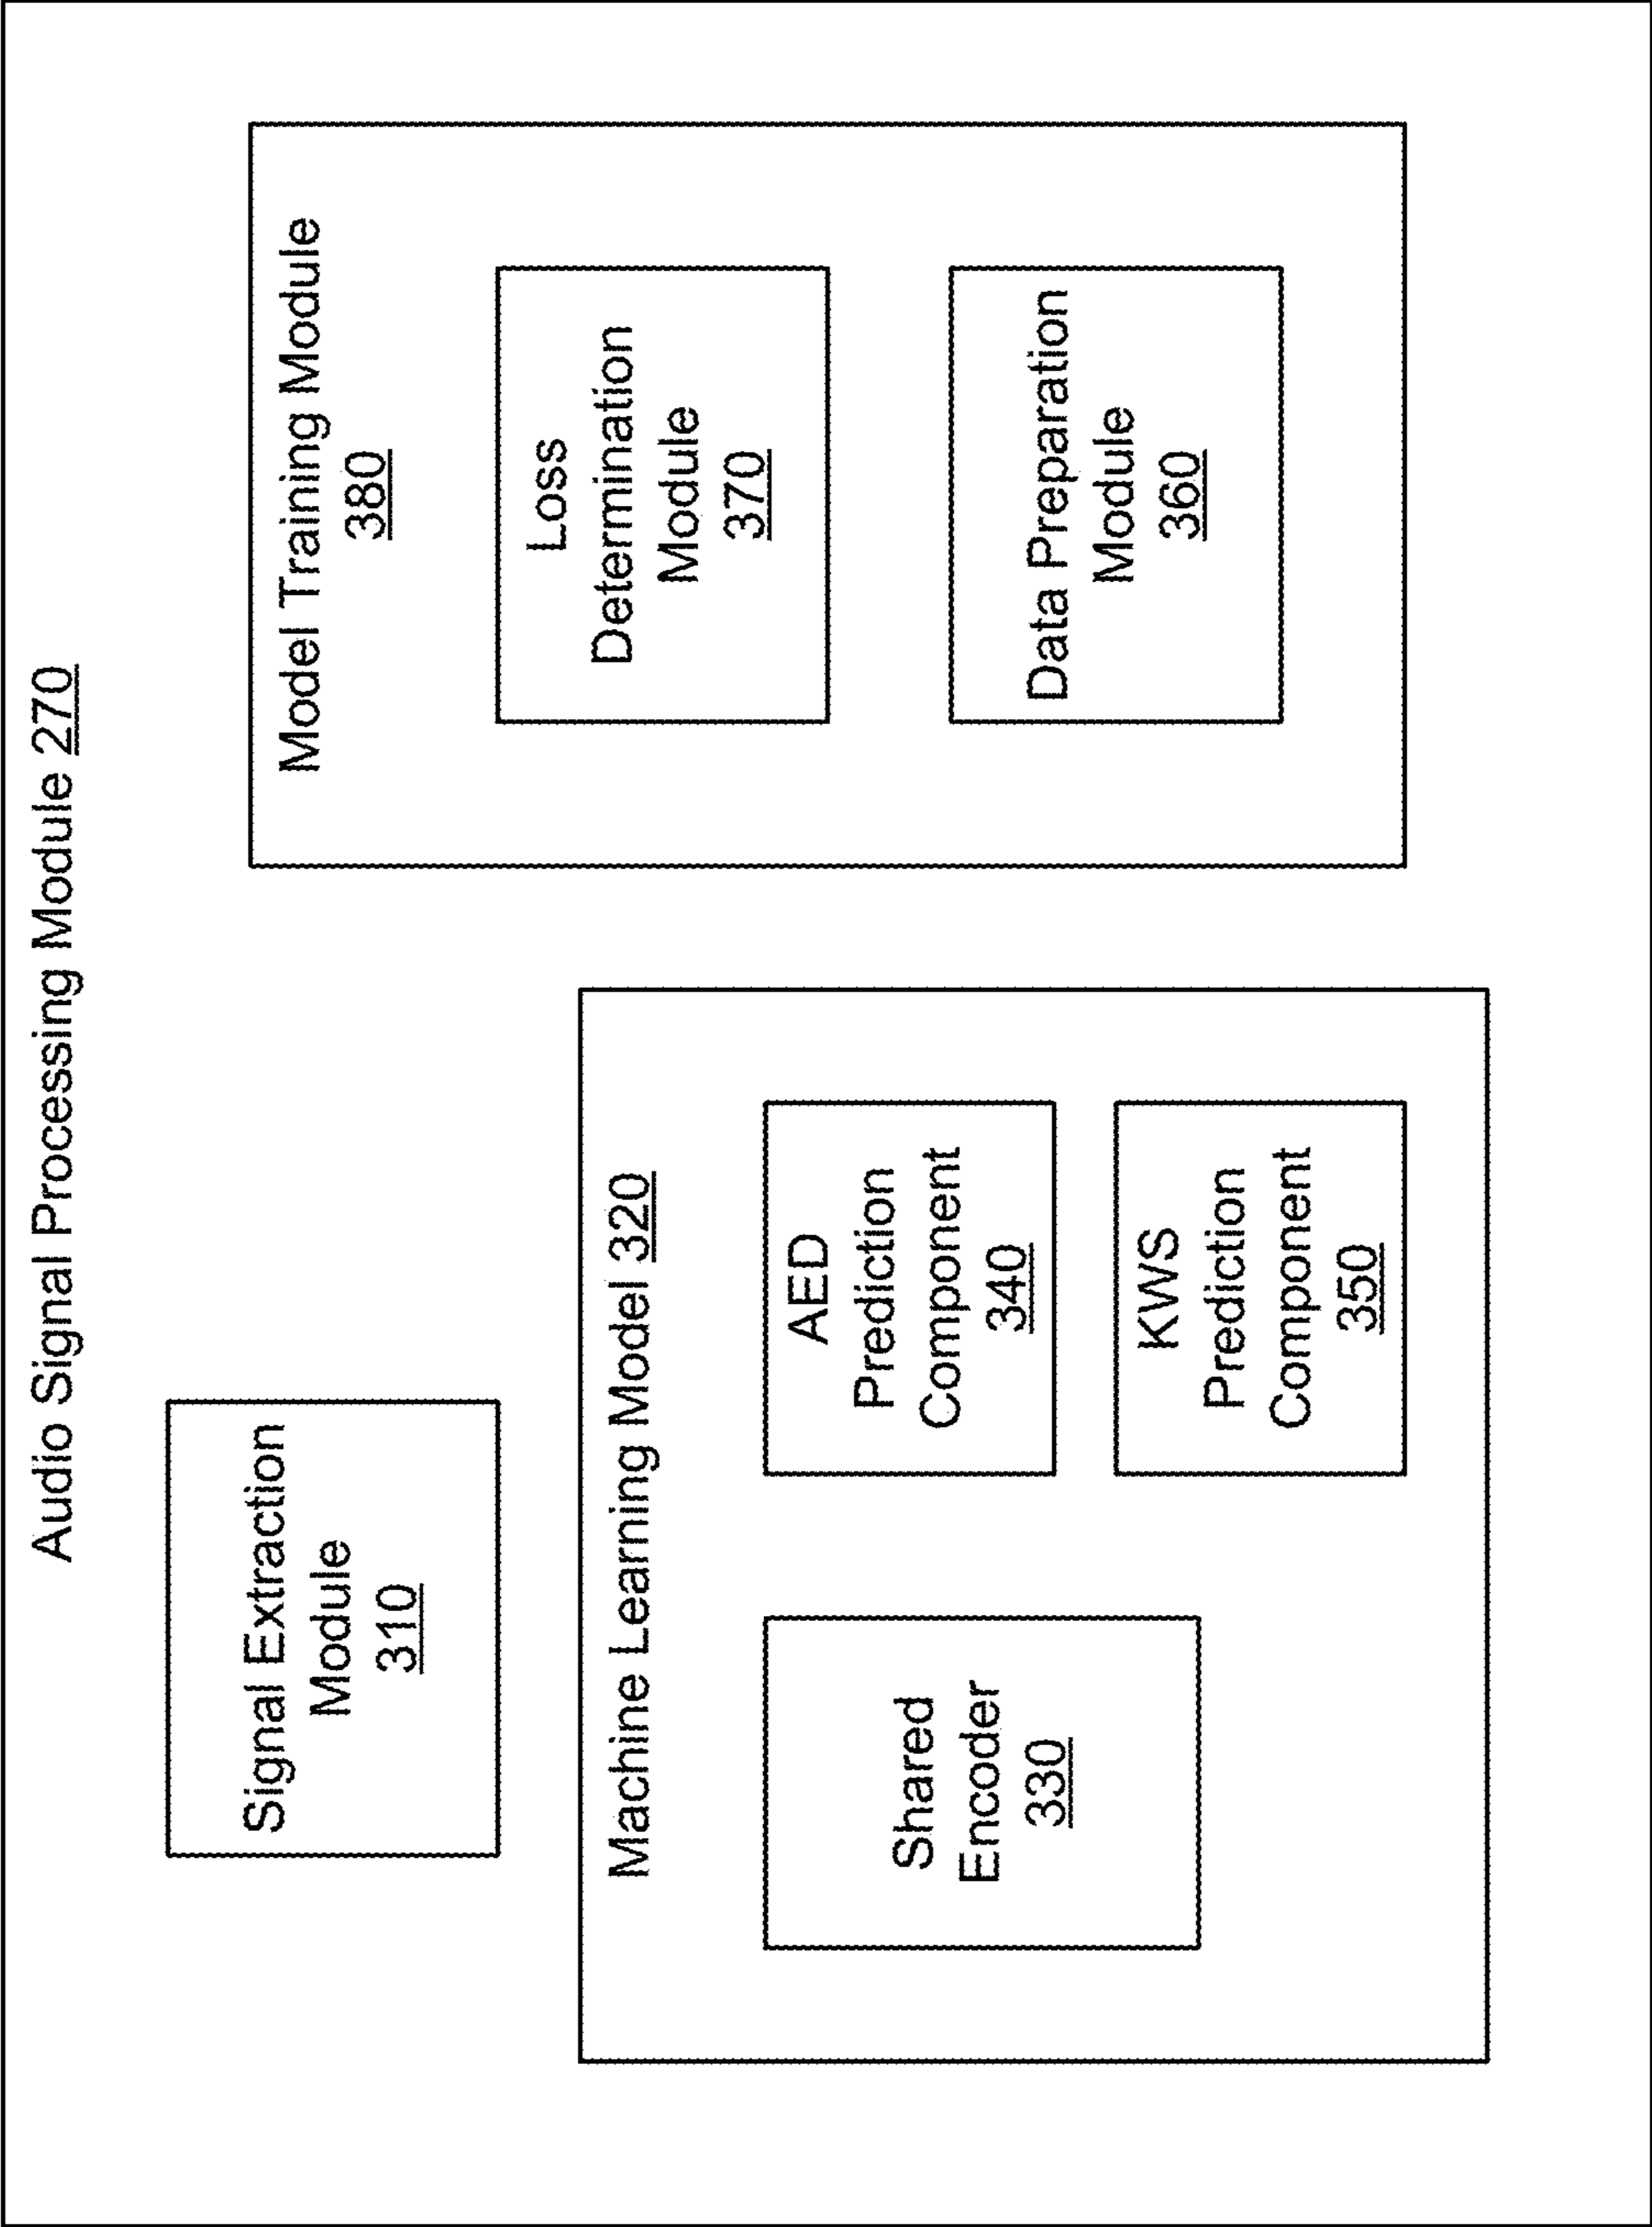 Audio Signal Processing Module 270
Signal Extraction
Module
310
Machine Learning Model 320
Shared
Encoder
330
AED
Prediction
Component
340
KWS
Prediction
Component
350
Model Training Module
380
Loss
Determination
Module
370
Data Preparation
Module
360